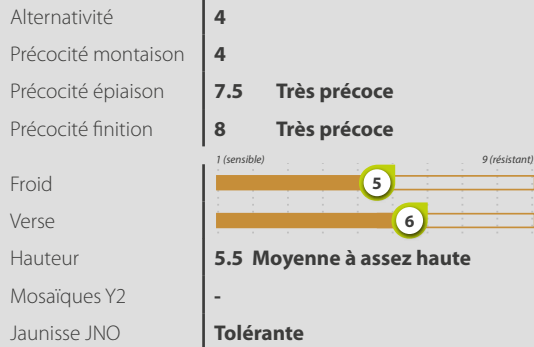 Alternativité 4
Précocité montaison 4
Précocité épiaison 7.5 Très précoce
Précocité finition 8 Très précoce
1 (sensible) 9 (résistant)
Froid 5
Verse 6
Hauteur 5.5 Moyenne à assez haute
Mosaïques Y2 -
Jaunisse JNO Tolérante